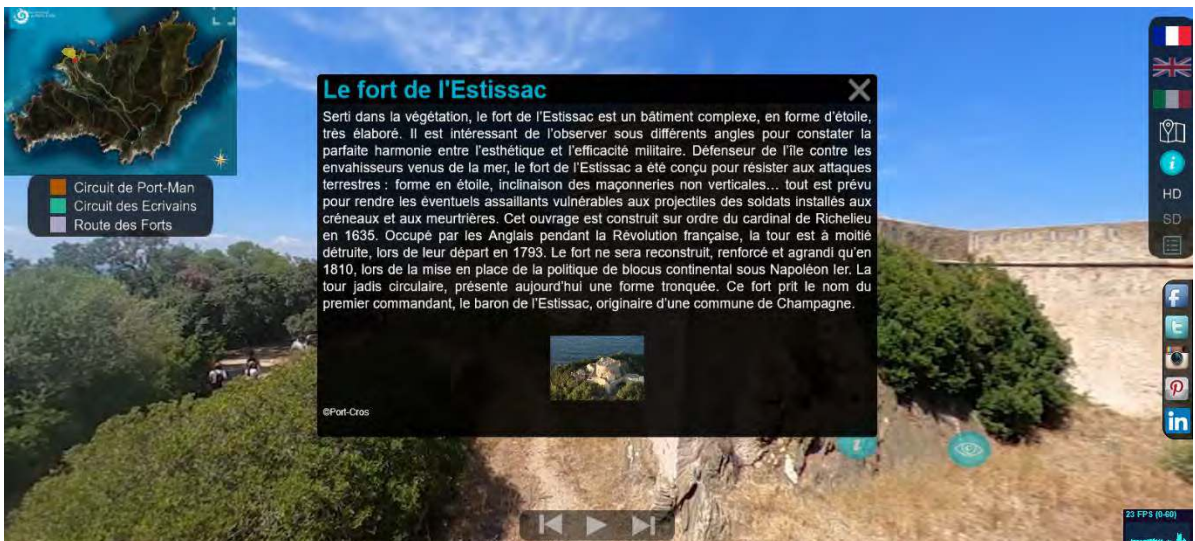 Le fort de l'Estissac
Serti dans la végétation, le fort de l'Estissac est un bâtiment complexe, en forme d'étoile,
très élaboré. Il est intéressant de l'observer sous différents angles pour constater la
parfaite harmonie entre l'esthétique et l'efficacité militaire. Défenseur de l'île contre les
envahisseurs venus de la mer, le fort de l'Estissac a été conçu pour résister aux attaques
terrestres : forme en étoile, inclinaison des maçonneries non verticales… tout est prévu
pour rendre les éventuels assaillants vulnérables aux projectiles des soldats installés aux
créneaux et aux meurtrières. Cet ouvrage est construit sur ordre du cardinal de Richelieu
en 1635. Occupé par les Anglais pendant la Révolution française, la tour est à moitié
détruite, lors de leur départ en 1793. Le fort ne sera reconstruit, renforcé et agrandi qu'en
1810, lors de la mise en place de la politique de blocus continental sous Napoléon Ier. La
tour jadis circulaire, présente aujourd'hui une forme tronquée. Ce fort prit le nom du
premier commandant, le baron de l'Estissac, originaire d'une commune de Champagne.
©Port-Cros
Circuit de Port-Man
Circuit des Ecrivains
Route des Forts
HD
SD
23 FPS (0-60)